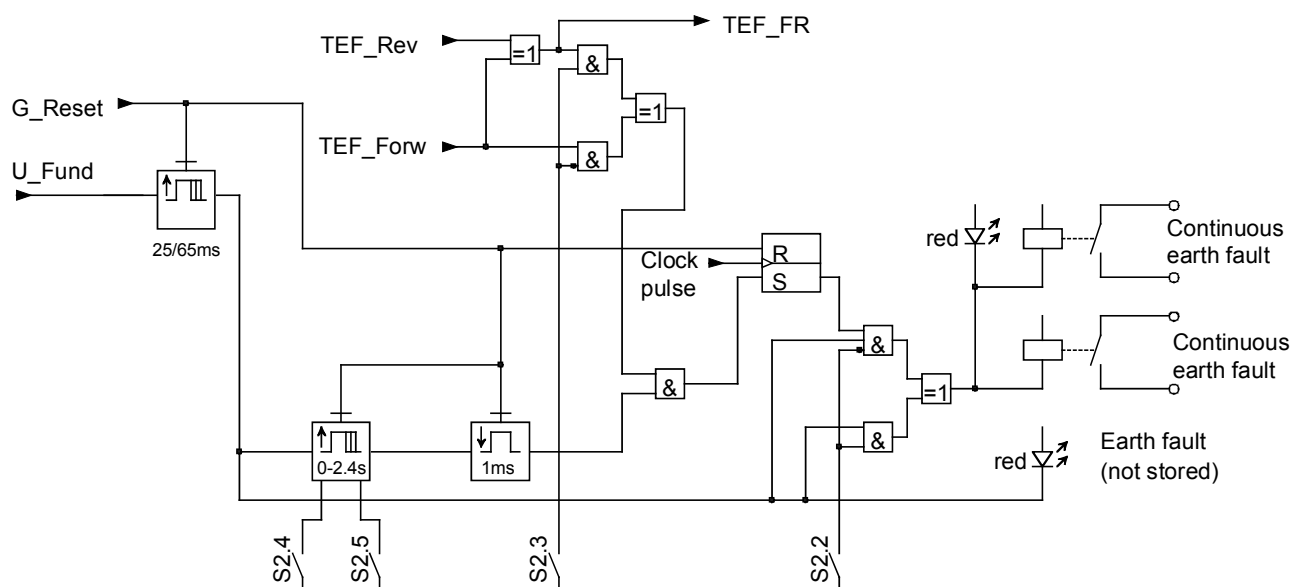 TEF_FR
TEF_Rev
=1
&
G_Reset
=1
TEF_Forw
&
U_Fund
25/65ms
Clock
pulse
R
S
red
Continuous
earth fault
&
Continuous
earth fault
&
=1
&
0-2.4s
1ms
red
Earth fault
(not stored)
S2.4
S2.5
S2.3
S2.2